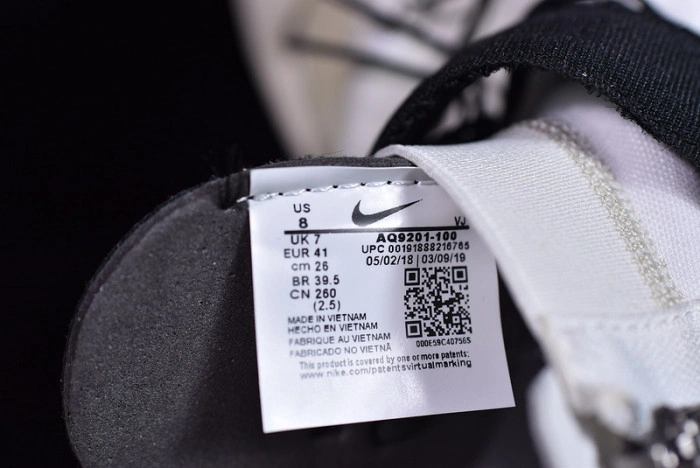 US
8
VJ
UK 7
AQ9201-100
EUR 41
UPC 00191888216765
cm 26
05/02/18 | 03/09/19
BR 39.5
CN 260
(2.5)
MADE IN VIETNAM
HECHO EN VIETNAM
FABRIQUE AU VIETNAM
FABRICADO NO VIETNÃ
000E59C40756S
This product is covered by one or more patents;
www.nike.com/patentsvirtualmarking